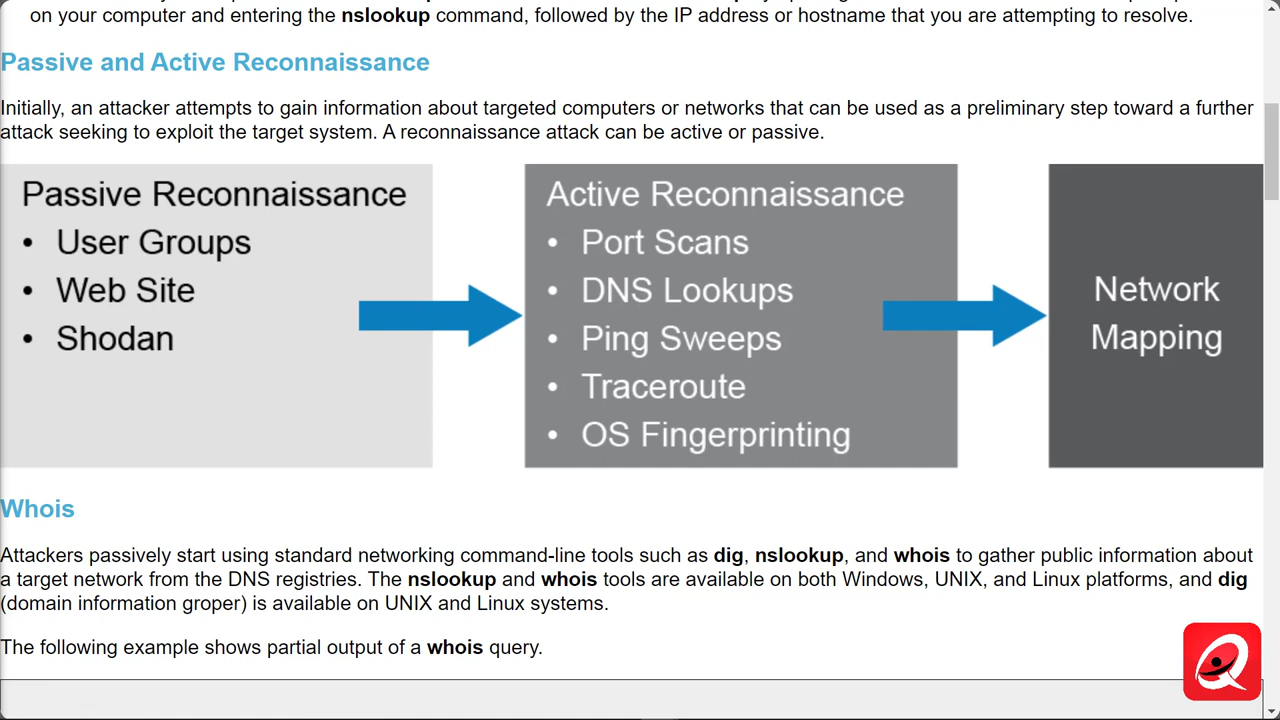 on your computer and entering the nslookup command, followed by the IP address or hostname that you are attempting to resolve.
Passive and Active Reconnaissance
Initially, an attacker attempts to gain information about targeted computers or networks that can be used as a preliminary step toward a further
attack seeking to exploit the target system. A reconnaissance attack can be active or passive.
Passive Reconnaissance
• User Groups
• Web Site
• Shodan
Active Reconnaissance
• Port Scans
• DNS Lookups
• Ping Sweeps
• Traceroute
• OS Fingerprinting
Network
Mapping
Whois
Attackers passively start using standard networking command-line tools such as dig, nslookup, and whois to gather public information about
a target network from the DNS registries. The nslookup and whois tools are available on both Windows, UNIX, and Linux platforms, and dig
(domain information groper) is available on UNIX and Linux systems.
The following example shows partial output of a whois query.